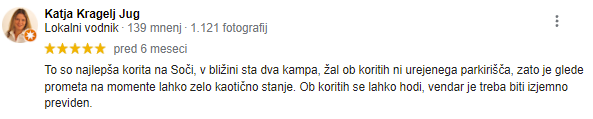 Katja Kragelj Jug
Lokalni vodnik · 139 mnenj · 1.121 fotografij
pred 6 meseci
To so najlepša korita na Soči, v bližini sta dva kampa, žal ob koritih ni urejenega parkirišča, zato je glede
prometa na momente lahko zelo kaotično stanje. Ob koritih se lahko hodi, vendar je treba biti izjemno
previden.